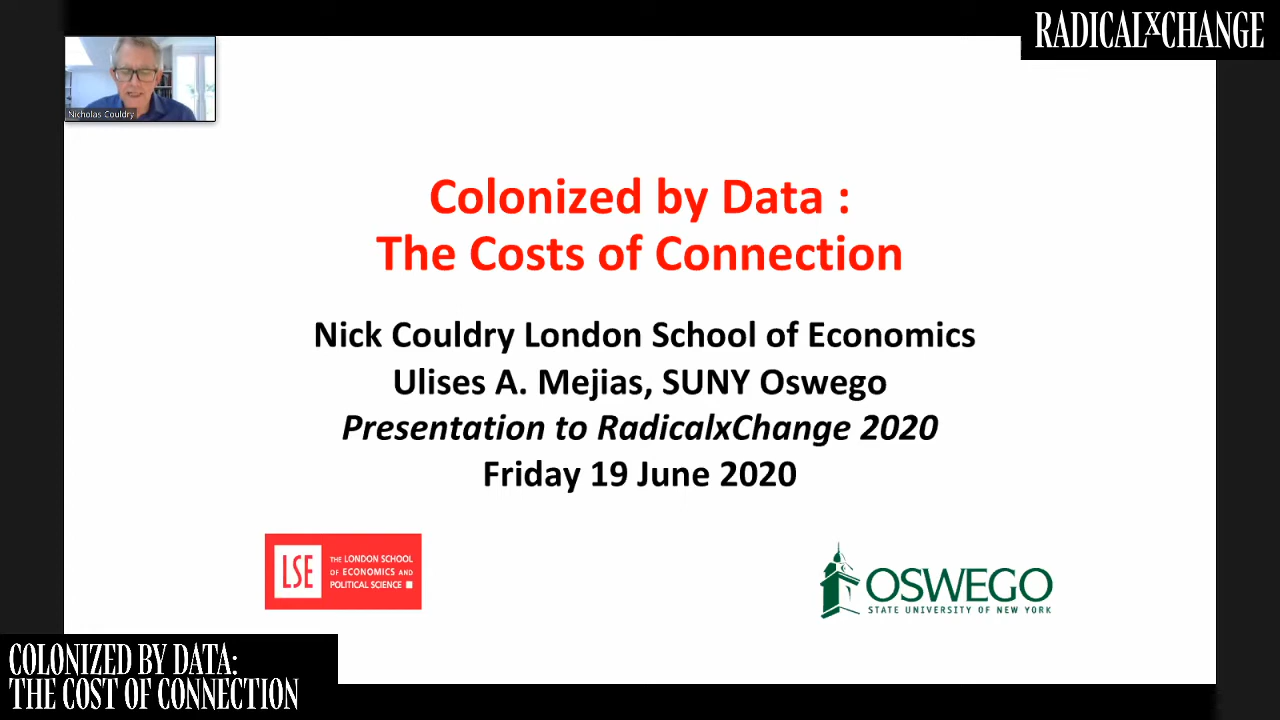 RADICALxCHANGE
Nicholas Couldry
Colonized by Data :
The Costs of Connection
Nick Couldry London School of Economics
Ulises A. Mejias, SUNY Oswego
Presentation to RadicalxChange 2020
Friday 19 June 2020
LSE
THE LONDON SCHOOL
OF ECONOMICS AND
POLITICAL SCIENCE
OSWEGO
STATE UNIVERSITY OF NEW YORK
COLONIZED BY DATA:
THE COST OF CONNECTION